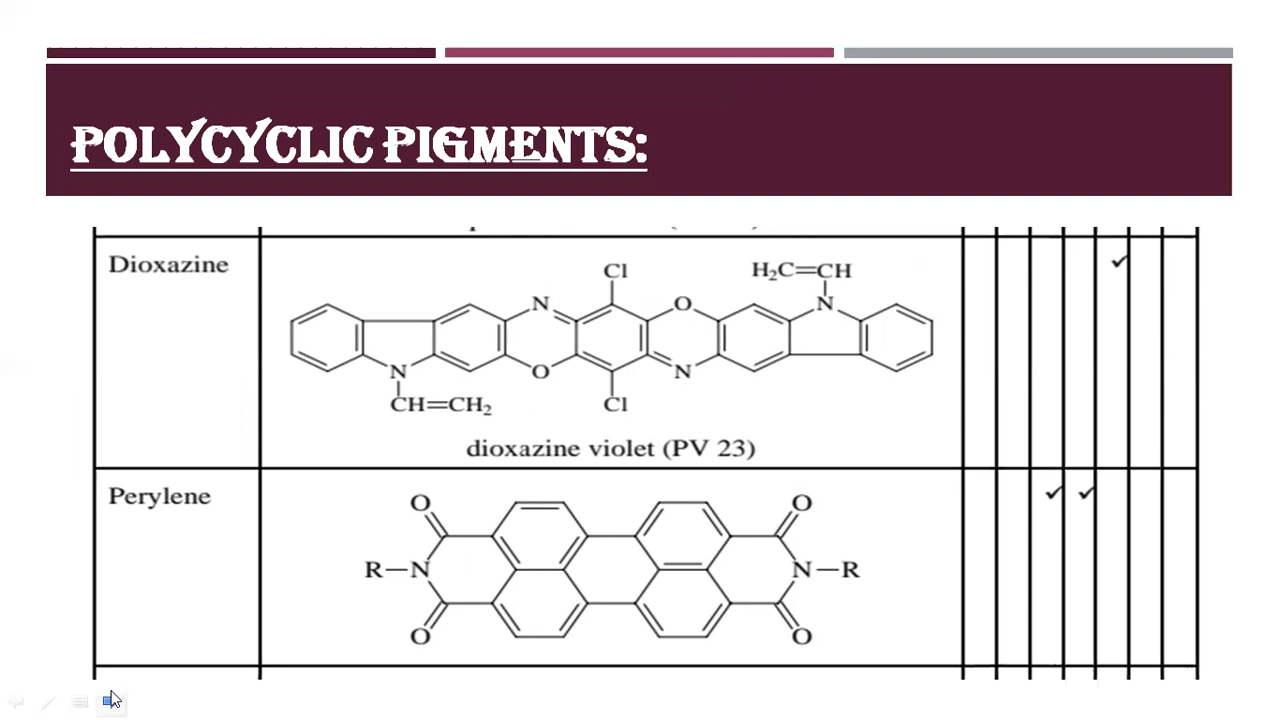 POLYCYCLIC PIGMENTS:
Dioxazine
Cl
H₂C=CH
N O N
N O N
CH=CH₂ Cl
dioxazine violet (PV 23)
Perylene
O O
R—N N—R
O O